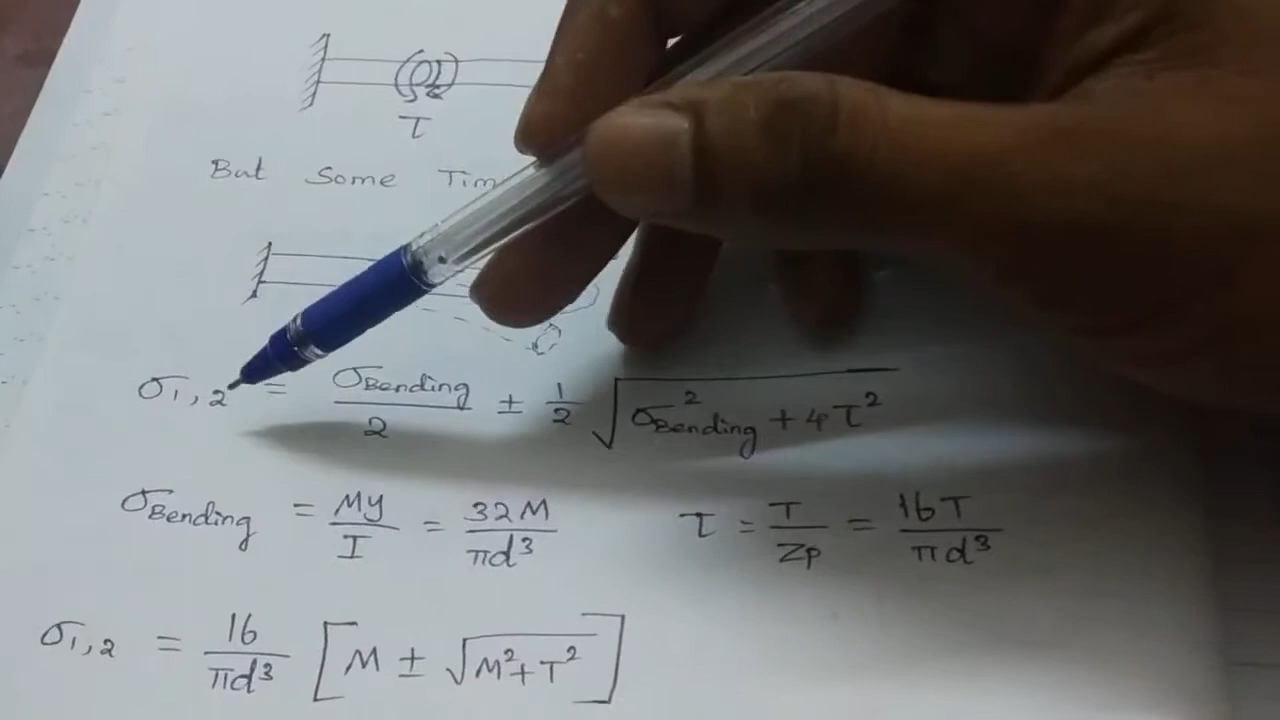 τ
But Some Tim
σ1,2 = σBending/2 ± 1/2 √(σ²Bending + 4τ²)
σBending = My/I = 32M/πd³ τ = T/Zp = 16T/πd³
σ1,2 = 16/πd³ [M ± √(M²+T²)]